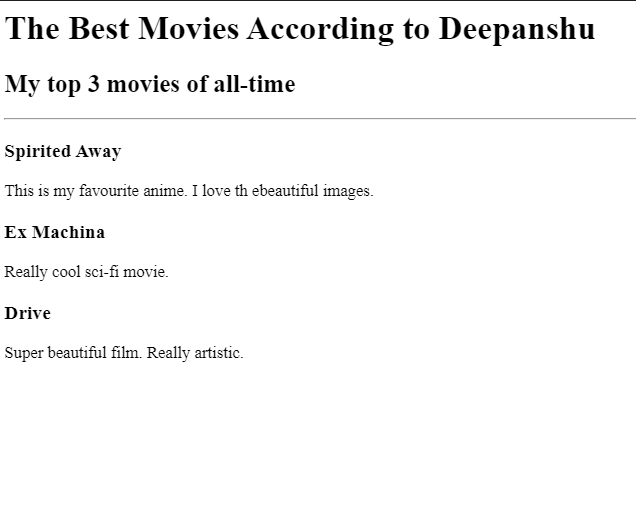 The Best Movies According to Deepanshu
My top 3 movies of all-time
Spirited Away
This is my favourite anime. I love th ebeautiful images.
Ex Machina
Really cool sci-fi movie.
Drive
Super beautiful film. Really artistic.